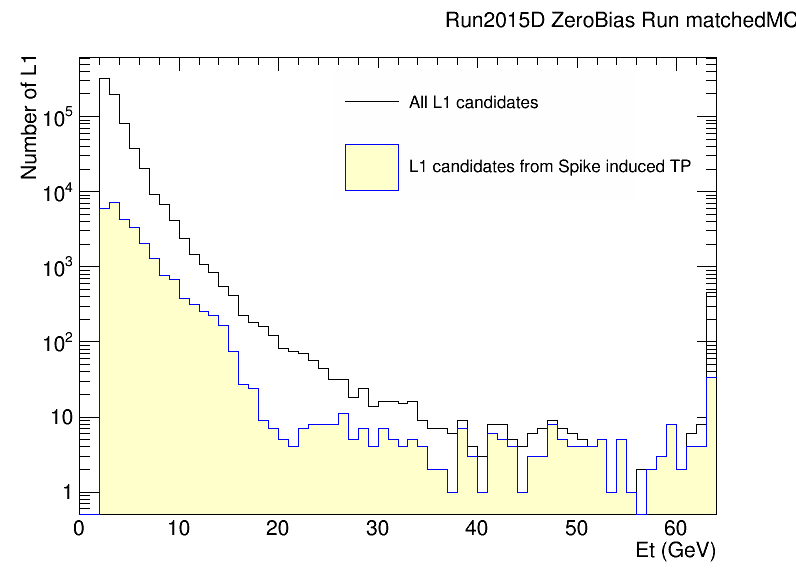 Run2015D ZeroBias Run matchedMC
Number of L1
All L1 candidates
L1 candidates from Spike induced TP
10^5
10^4
10^3
10^2
10
1
0 10 20 30 40 50 60
Et (GeV)